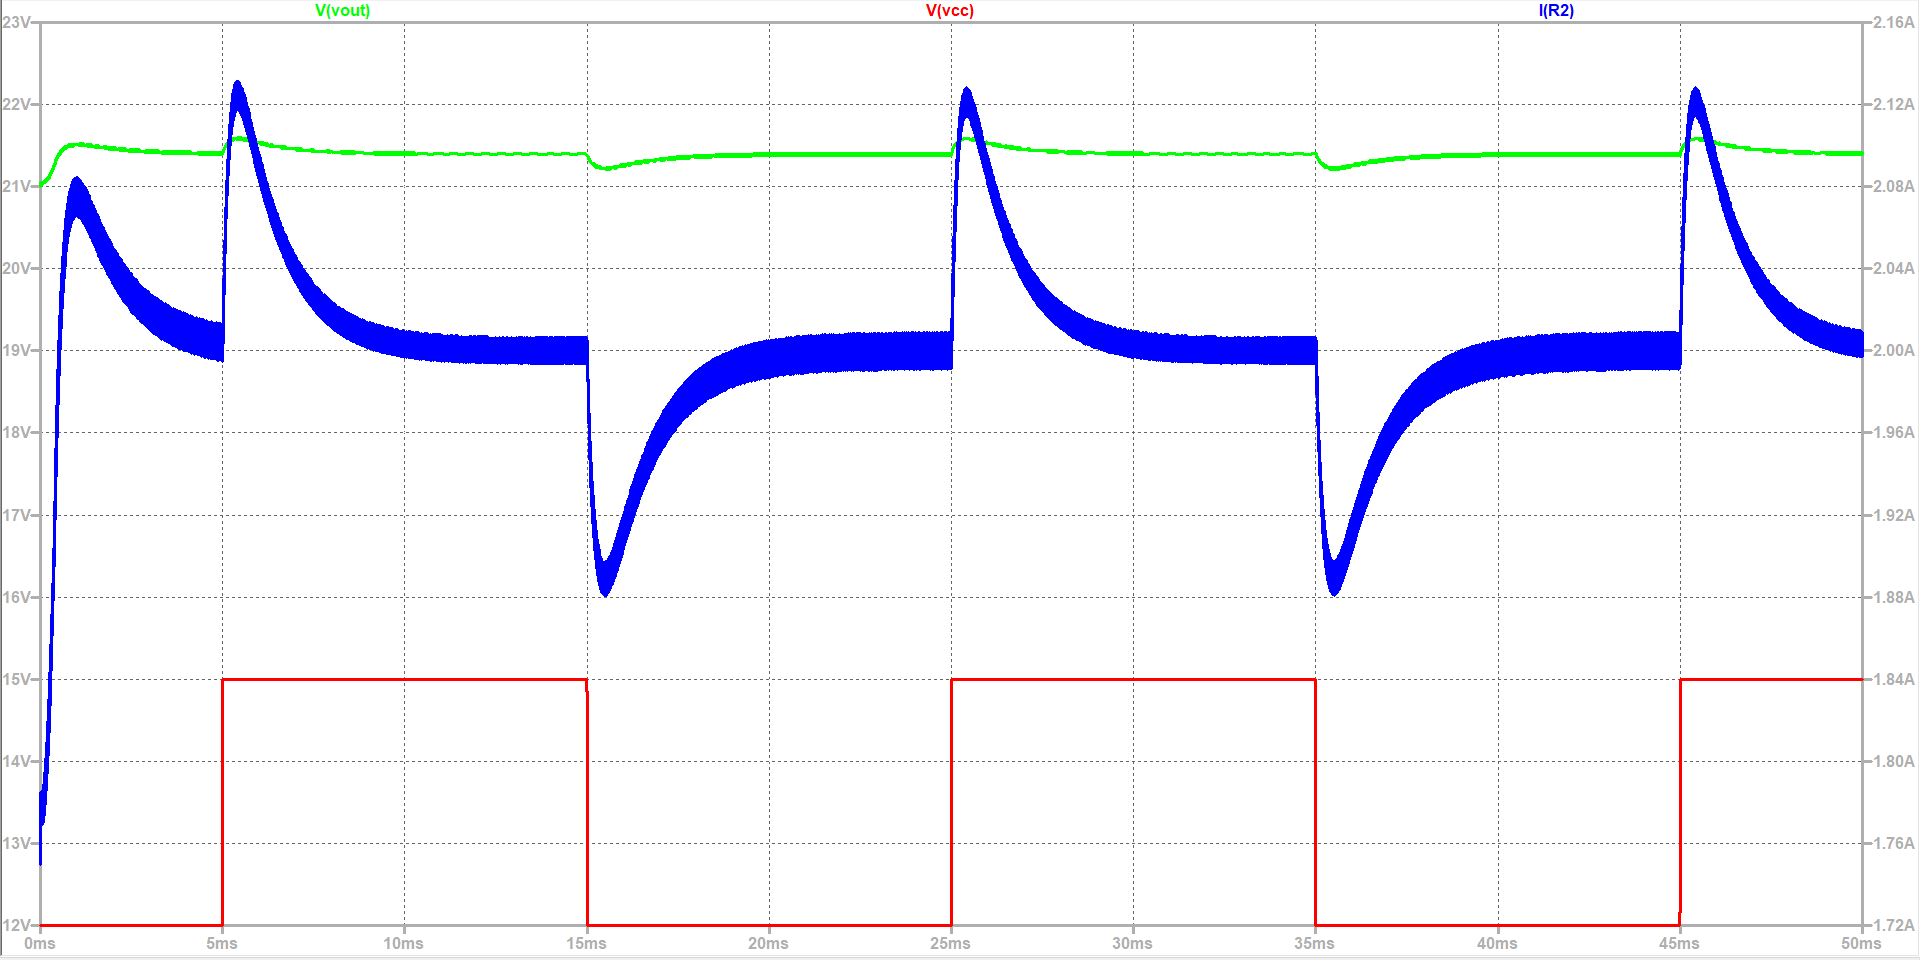 V(vout) V(vcc) I(R2)
23V 2.16A
22V 2.12A
21V 2.08A
20V 2.04A
19V 2.00A
18V 1.96A
17V 1.92A
16V 1.88A
15V 1.84A
14V 1.80A
13V 1.76A
12V 1.72A
0ms 5ms 10ms 15ms 20ms 25ms 30ms 35ms 40ms 45ms 50ms